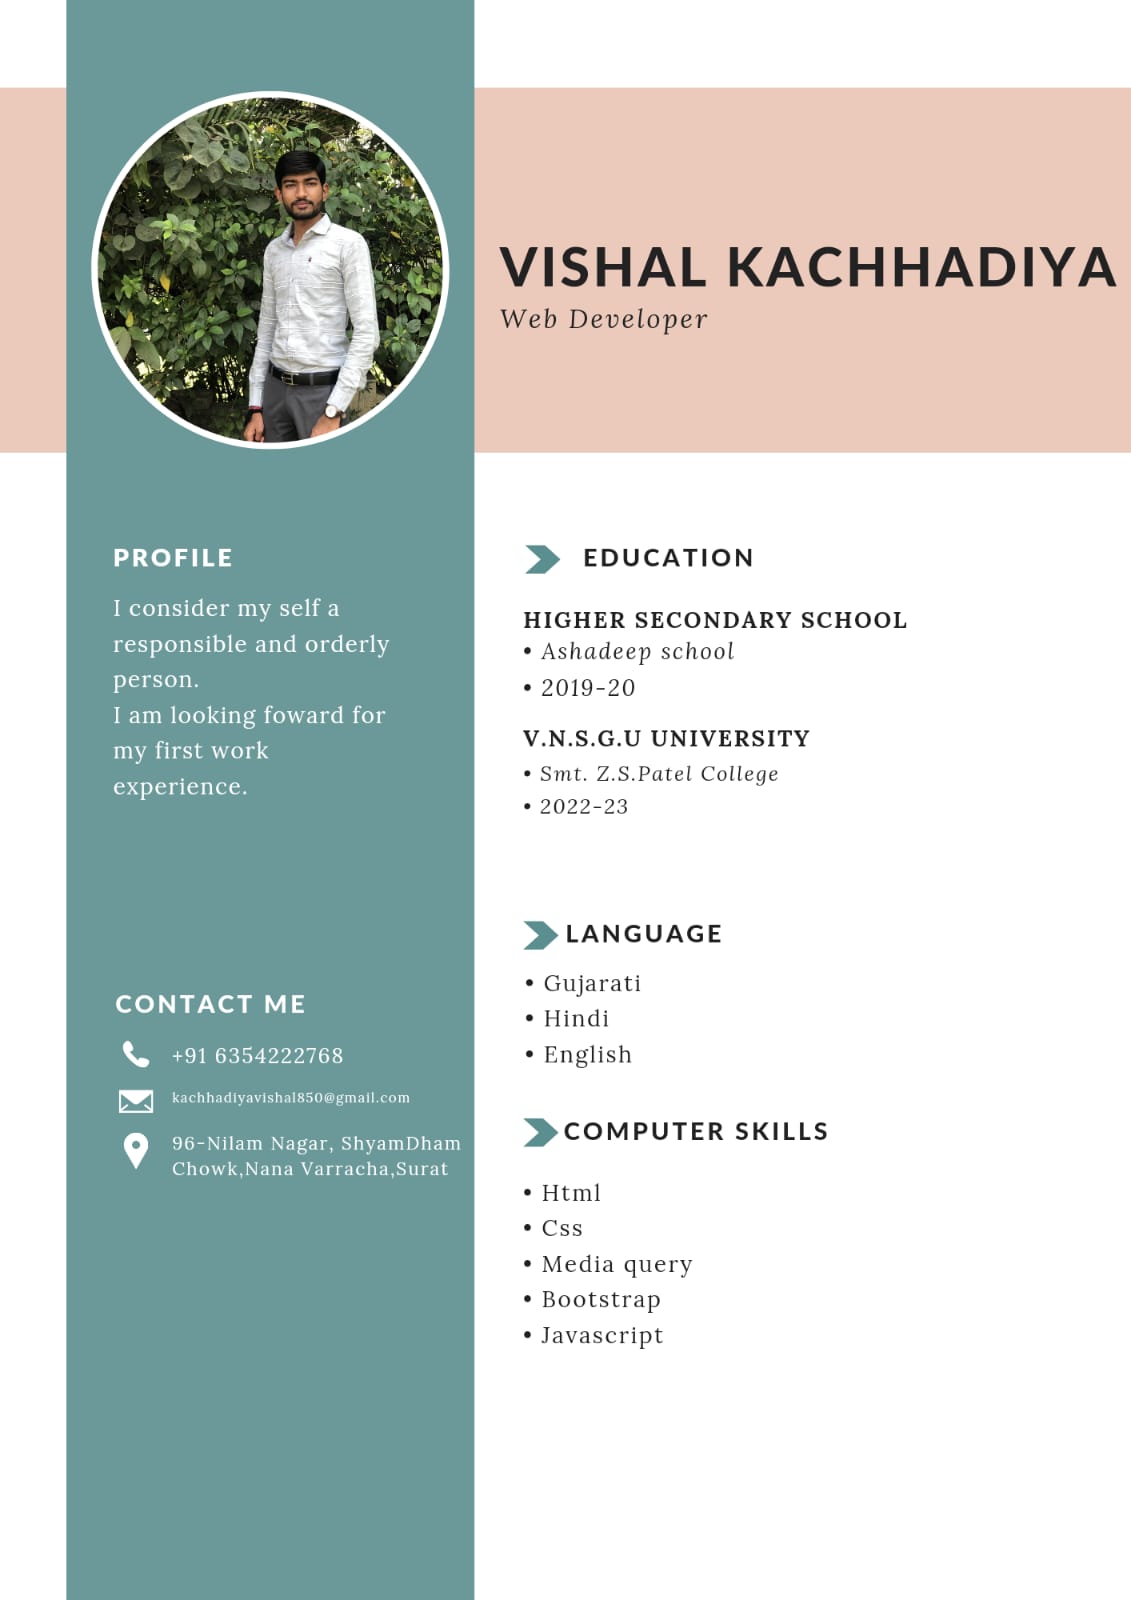 VISHAL KACHHADIYA
Web Developer
PROFILE
I consider my self a
responsible and orderly
person.
I am looking foward for
my first work
experience.
CONTACT ME
+91 6354222768
kachhadiyavishal850@gmail.com
96-Nilam Nagar, ShyamDham
Chowk,Nana Varracha,Surat
EDUCATION
HIGHER SECONDARY SCHOOL
• Ashadeep school
• 2019-20
V.N.S.G.U UNIVERSITY
• Smt. Z.S.Patel College
• 2022-23
LANGUAGE
• Gujarati
• Hindi
• English
COMPUTER SKILLS
• Html
• Css
• Media query
• Bootstrap
• Javascript